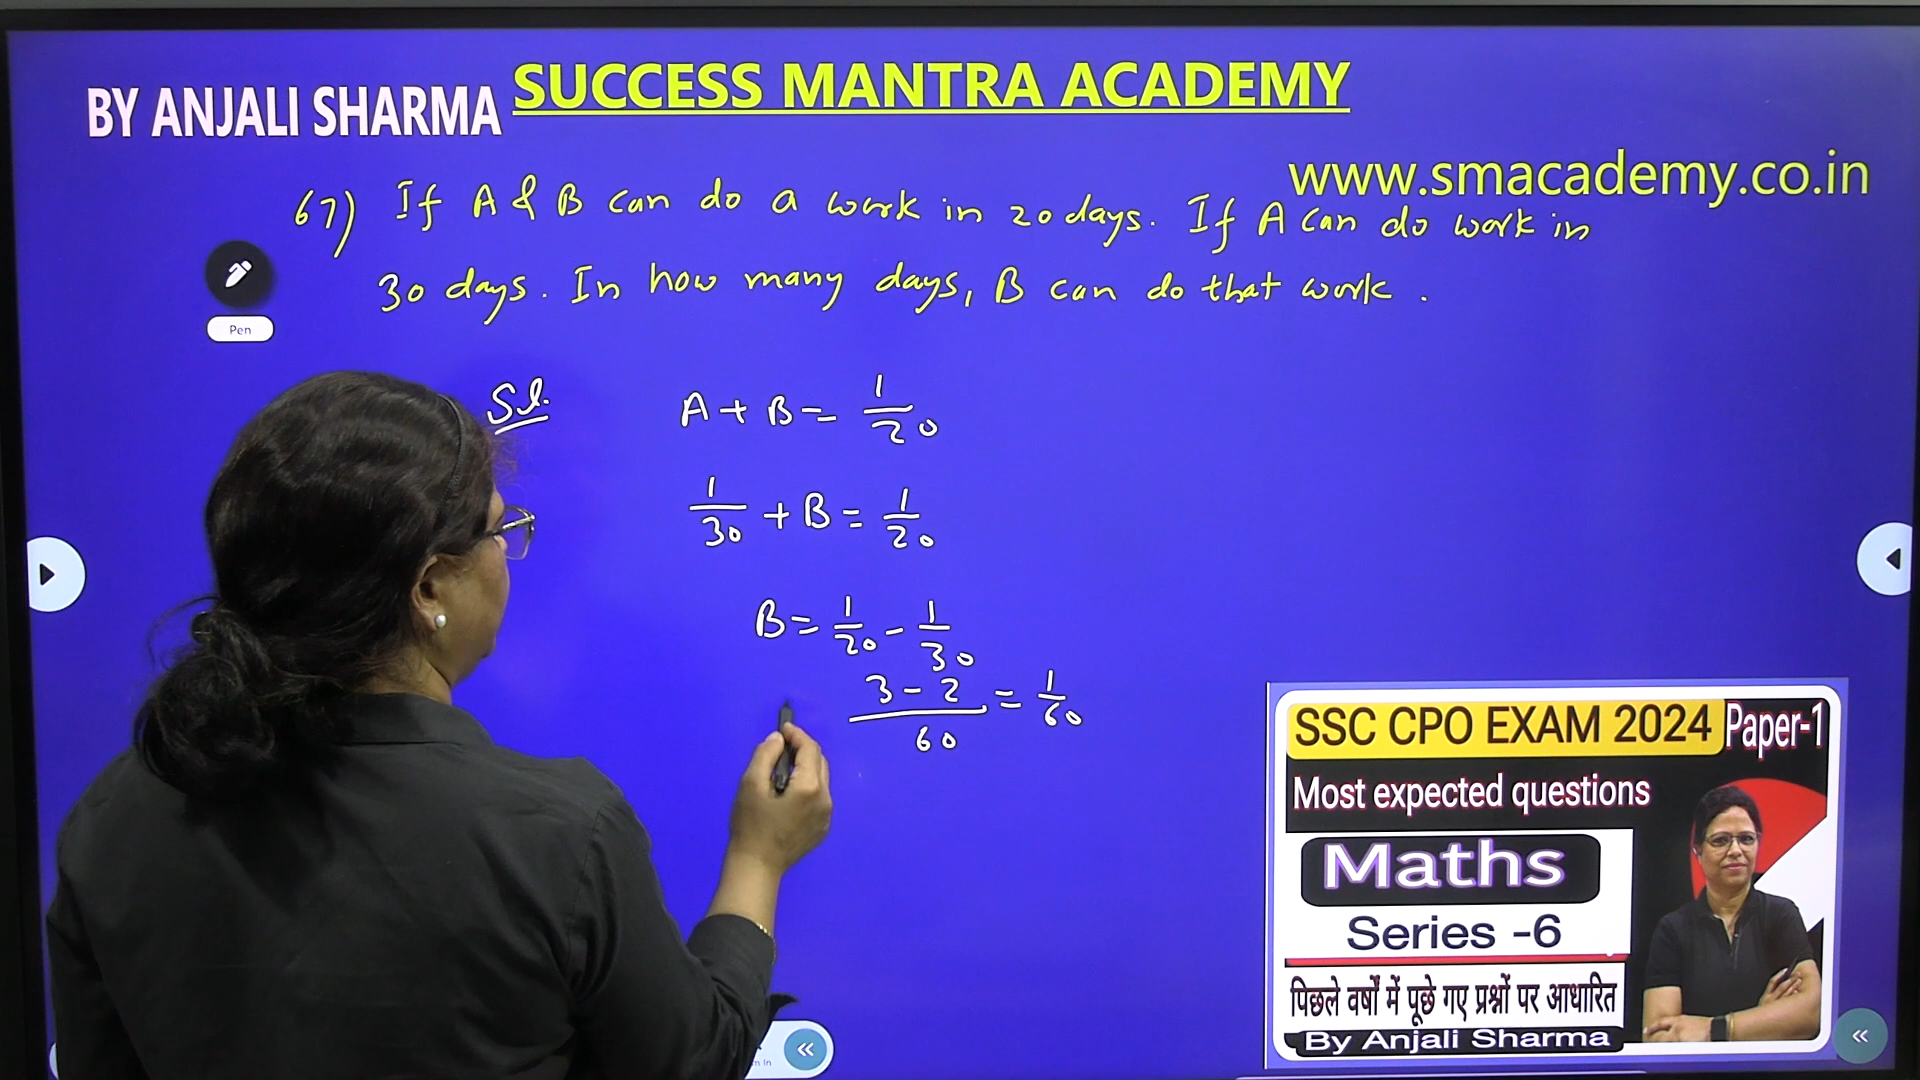 BY ANJALI SHARMA
SUCCESS MANTRA ACADEMY
www.smacademy.co.in
67) If A & B can do a work in 20 days. If A can do work in
30 days. In how many days, B can do that work.
Pen
Sol.
A + B = 1/20
1/30 + B = 1/20
B = 1/20 - 1/30
3 - 2/60 = 1/60
SSC CPO EXAM 2024 Paper-1
Most expected questions
Maths
Series -6
पिछले वर्षों में पूछे गए प्रश्नों पर आधारित
By Anjali Sharma